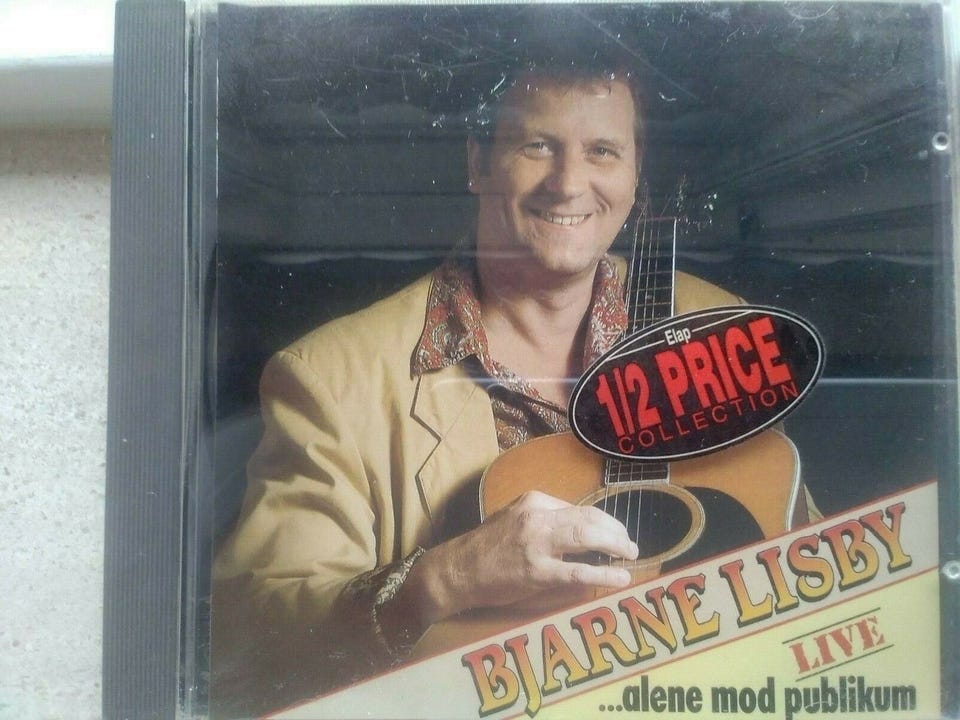 Elap
1/2 PRICE
COLLECTION
BJARNE LISBY
LIVE
...alene mod publikum